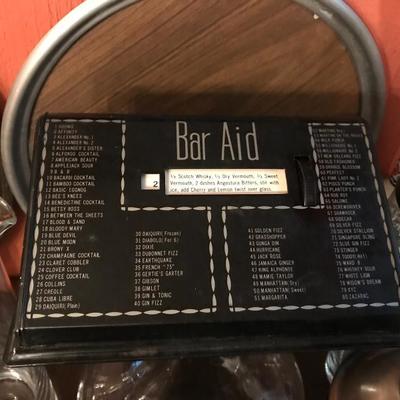 Bar Aid
2
⅓ Scotch Whisky, ⅓ Dry Vermouth, ⅓ Sweet
Vermouth, 2 dashes Angostura Bitters, stir with
ice, add Cherry and Lemon twist over glass.
1 ADONIS
2 AFFINITY
3 ALEXANDER No. 1
4 ALEXANDER No. 2
5 ALEXANDER'S SISTER
6 ALFONSO COCKTAIL
7 AMERICAN BEAUTY
8 APPLEJACK SOUR
9 B & B
10 BACARDI COCKTAIL
11 BAMBOO COCKTAIL
12 BASIC EGGNOG
13 BEE'S KNEES
14 BENEDICTINE COCKTAIL
15 BETSY ROSS
16 BETWEEN THE SHEETS
17 BLOOD & SAND
18 BLOODY MARY
19 BLUE DEVIL
20 BLUE MOON
21 BRONX
22 CHAMPAGNE COCKTAIL
23 CLARET COBBLER
24 CLOVER CLUB
25 COFFEE COCKTAIL
26 COLLINS
27 CREOLE
28 CUBA LIBRE
29 DAIQUIRI (Plain)
30 DAIQUIRI (Frozen)
31 DIABOLO (For 6)
32 DIXIE
33 DUBONNET FIZZ
34 EARTHQUAKE
35 FRENCH "75"
36 GERTIE'S GARTER
37 GIBSON
38 GIMLET
39 GIN & TONIC
40 GIN FIZZ
41 GOLDEN FIZZ
42 GRASSHOPPER
43 GIN
44 HURRICANE
45 JACK ROSE
46 JAMAICA GINGER
47 KING ALPHONSE
48 MAMIE TAYLOR
49 MANHATTAN (Dry)
50 MANHATTAN (Sweet)
51 MARGARITA
52 MARTINI
53 MARTINI ON THE ROCKS
54 MILK PUNCH
55 MILLIONAIRE No. 1
56 MILLIONAIRE No. 2
57 NEW ORLEANS FIZZ
58 OLD FASHIONED
59 ORANGE BLOSSOM
60 PERFECT
61 PINK LADY
62 PISCO PUNCH
63 PLANTER'S PUNCH
64 ROB ROY
65 SALOME
66 SCREWDRIVER
67 SHAMROCK
68 SIDECAR
69 SILVER FIZZ
70 SILVER STALLION
71 SINGAPORE SLING
72 SLOE GIN FIZZ
73 STINGER
74 TODDY (Hot)
75 WARD 8
76 WHISKEY SOUR
77 WHITE LADY
78 WIDOW'S DREAM
79 XYC
80 ZAZARAC